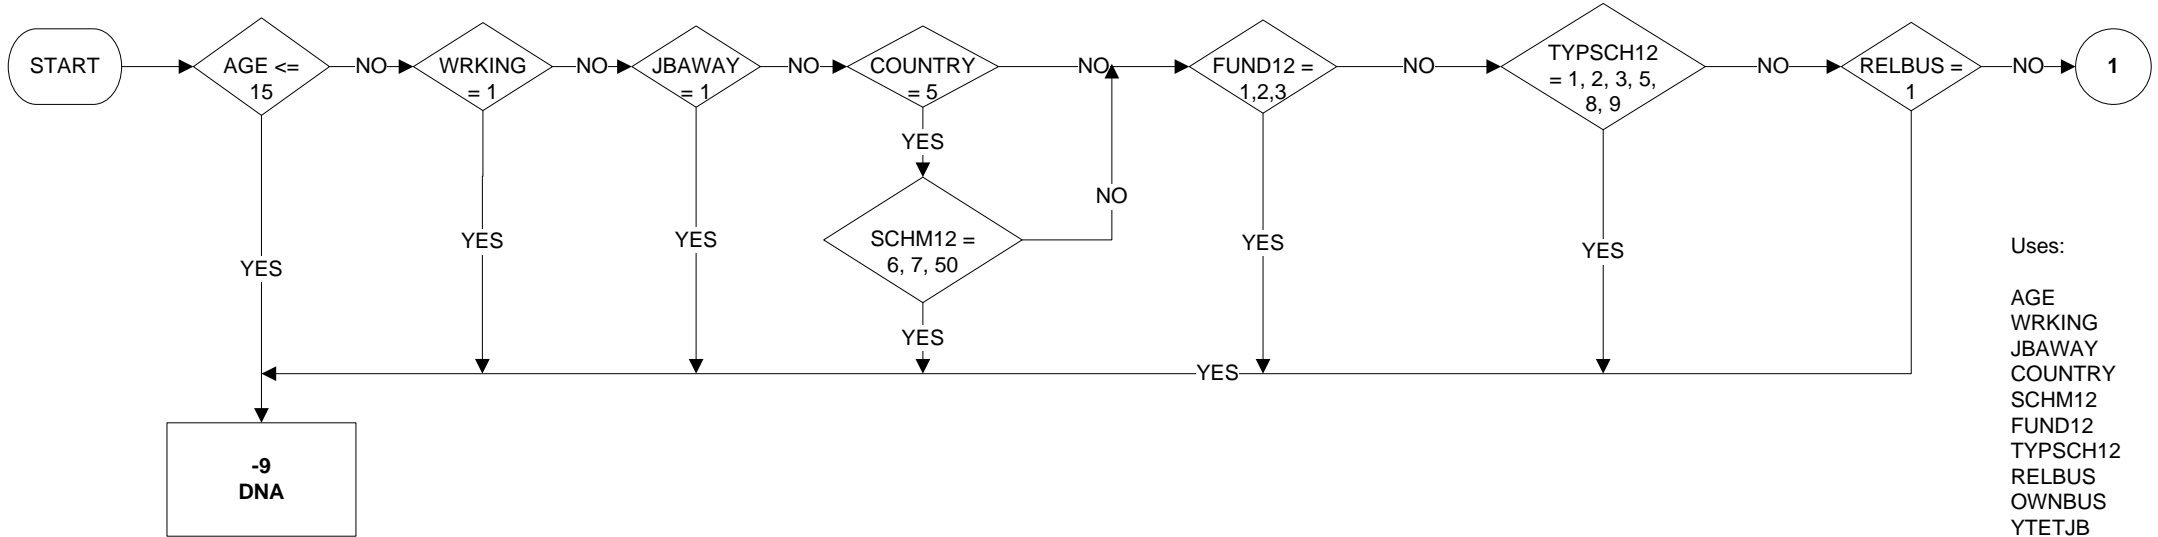 START
AGE <=
15
NO
WRKING
= 1
NO
JBAWAY
= 1
NO
COUNTRY
= 5
NO
FUND12 =
1,2,3
NO
TYPSCH12
= 1, 2, 3, 5,
8, 9
NO
RELBUS =
1
NO
1
YES
NO
SCHM12 =
6, 7, 50
YES
YES
YES
YES
YES
YES
YES
YES
-9
DNA
Uses:
AGE
WRKING
JBAWAY
COUNTRY
SCHM12
FUND12
TYPSCH12
RELBUS
OWNBUS
YTETJB